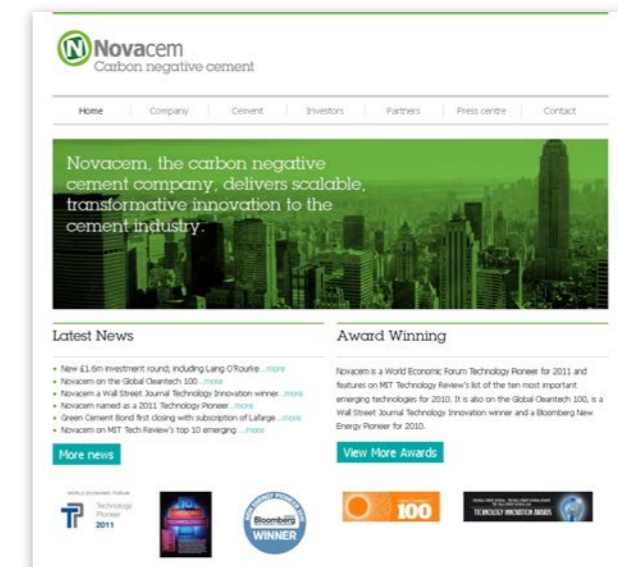 Novacem
Carbon negative cement
Home Company Cement Investors Partners Press centre Contact
Novacem, the carbon negative
cement company, delivers scalable,
transformative innovation to the
cement industry.
Latest News
• New £1.6m investment round, including Laing O'Rourke...more
• Novacem on the Global Cleantech 100...more
• Novacem a Wall Street Journal Technology Innovation winner...more
• Novacem named as a 2011 Technology Pioneer...more
• Green Cement Bond first closing with subscription of Lafarge...more
• Novacem on MIT Tech Review's top 10 emerging ...more
More news
Award Winning
Novacem is a World Economic Forum Technology Pioneer for 2011 and
features on MIT Technology Review's list of the ten most important
emerging technologies for 2010. It is also on the Global Cleantech 100, is a
Wall Street Journal Technology Innovation winner and a Bloomberg New
Energy Pioneer for 2010.
View More Awards
WORLD ECONOMIC FORUM
Technology
Pioneer
2011
10
NEW ENERGY PIONEER
Bloomberg
WINNER
100
TECHNOLOGY INNOVATION AWARDS